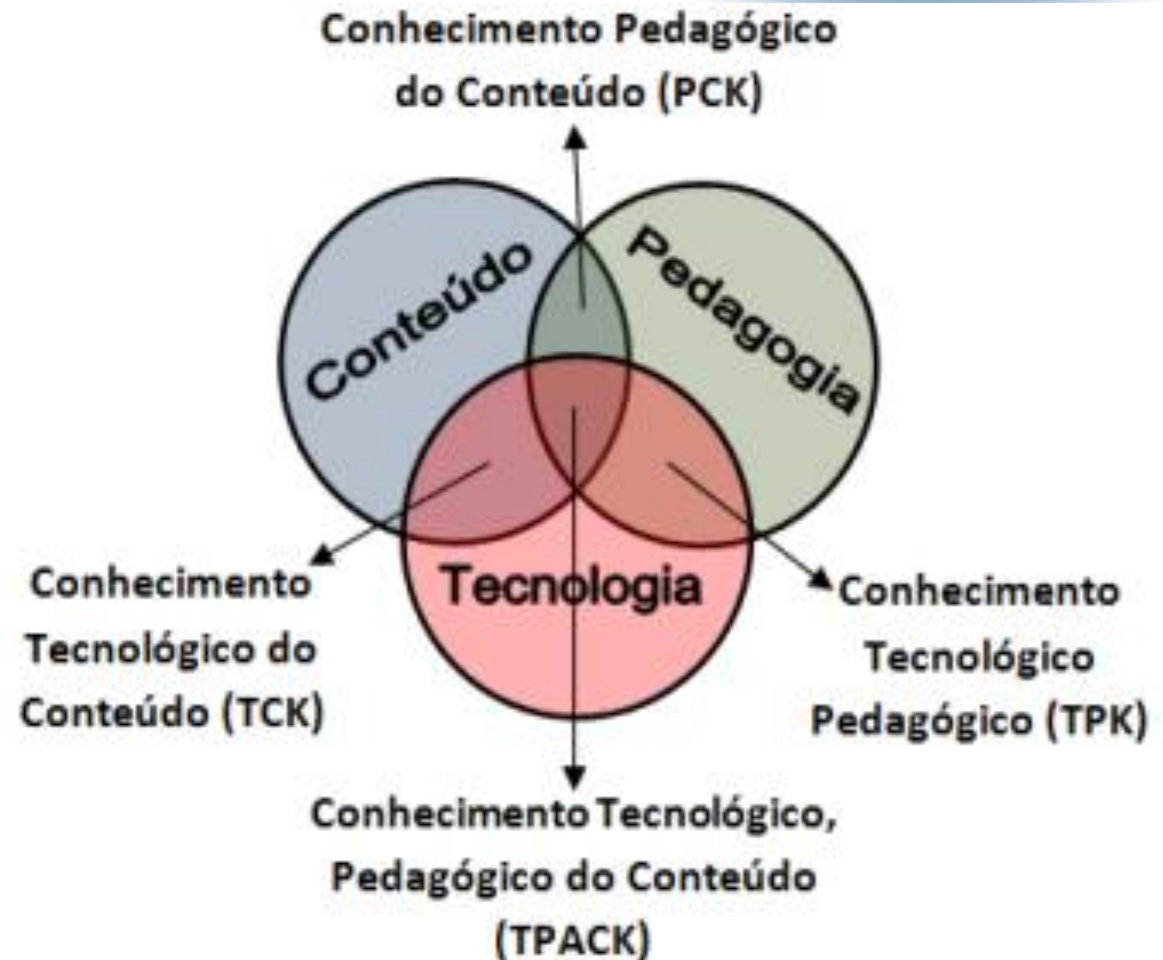 Conhecimento Pedagógico
do Conteúdo (PCK)
Conteúdo
Pedagogia
Tecnologia
Conhecimento
Tecnológico do
Conteúdo (TCK)
Conhecimento
Tecnológico
Pedagógico (TPK)
Conhecimento Tecnológico,
Pedagógico do Conteúdo
(TPACK)